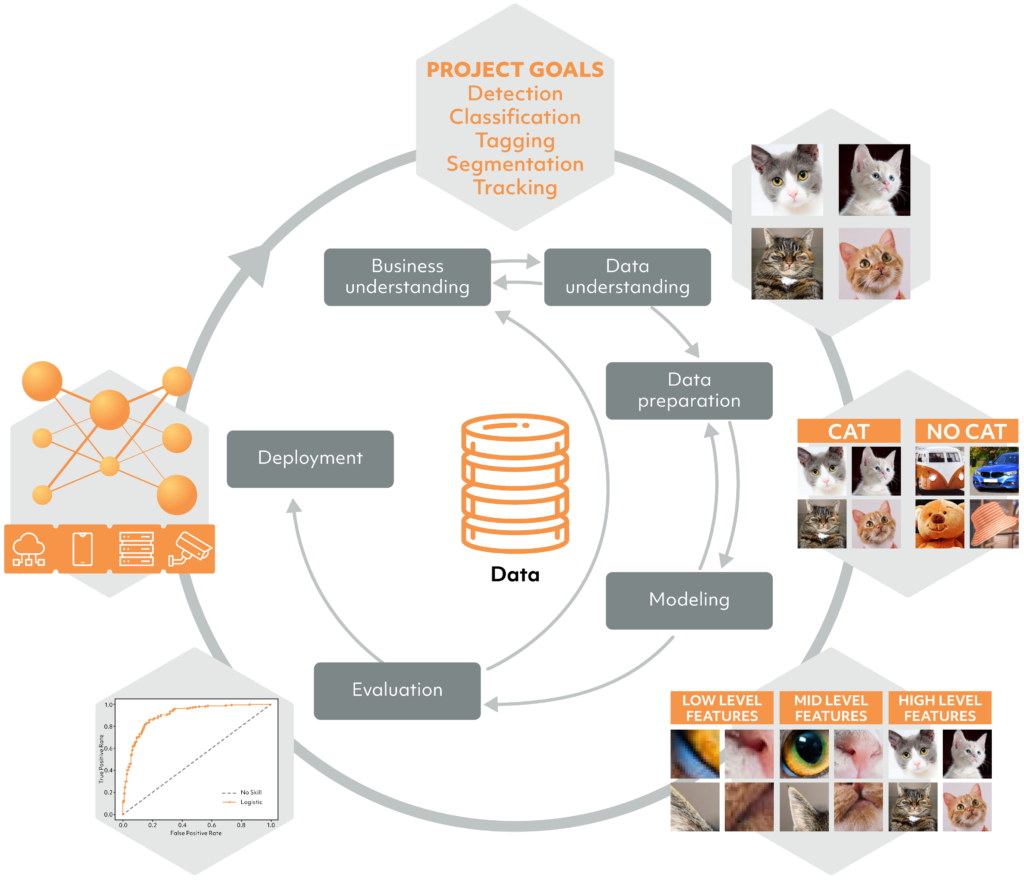 PROJECT GOALS
Detection
Classification
Tagging
Segmentation
Tracking
Business
understanding
Data
understanding
Data
preparation
CAT
NO CAT
Deployment
Data
Modeling
Evaluation
LOW LEVEL
FEATURES
MID LEVEL
FEATURES
HIGH LEVEL
FEATURES
True Positive Rate
1.0
0.8
0.6
0.4
0.2
0.0
No Skill
Logistic
0.0 0.2 0.4 0.6 0.8 1.0
False Positive Rate